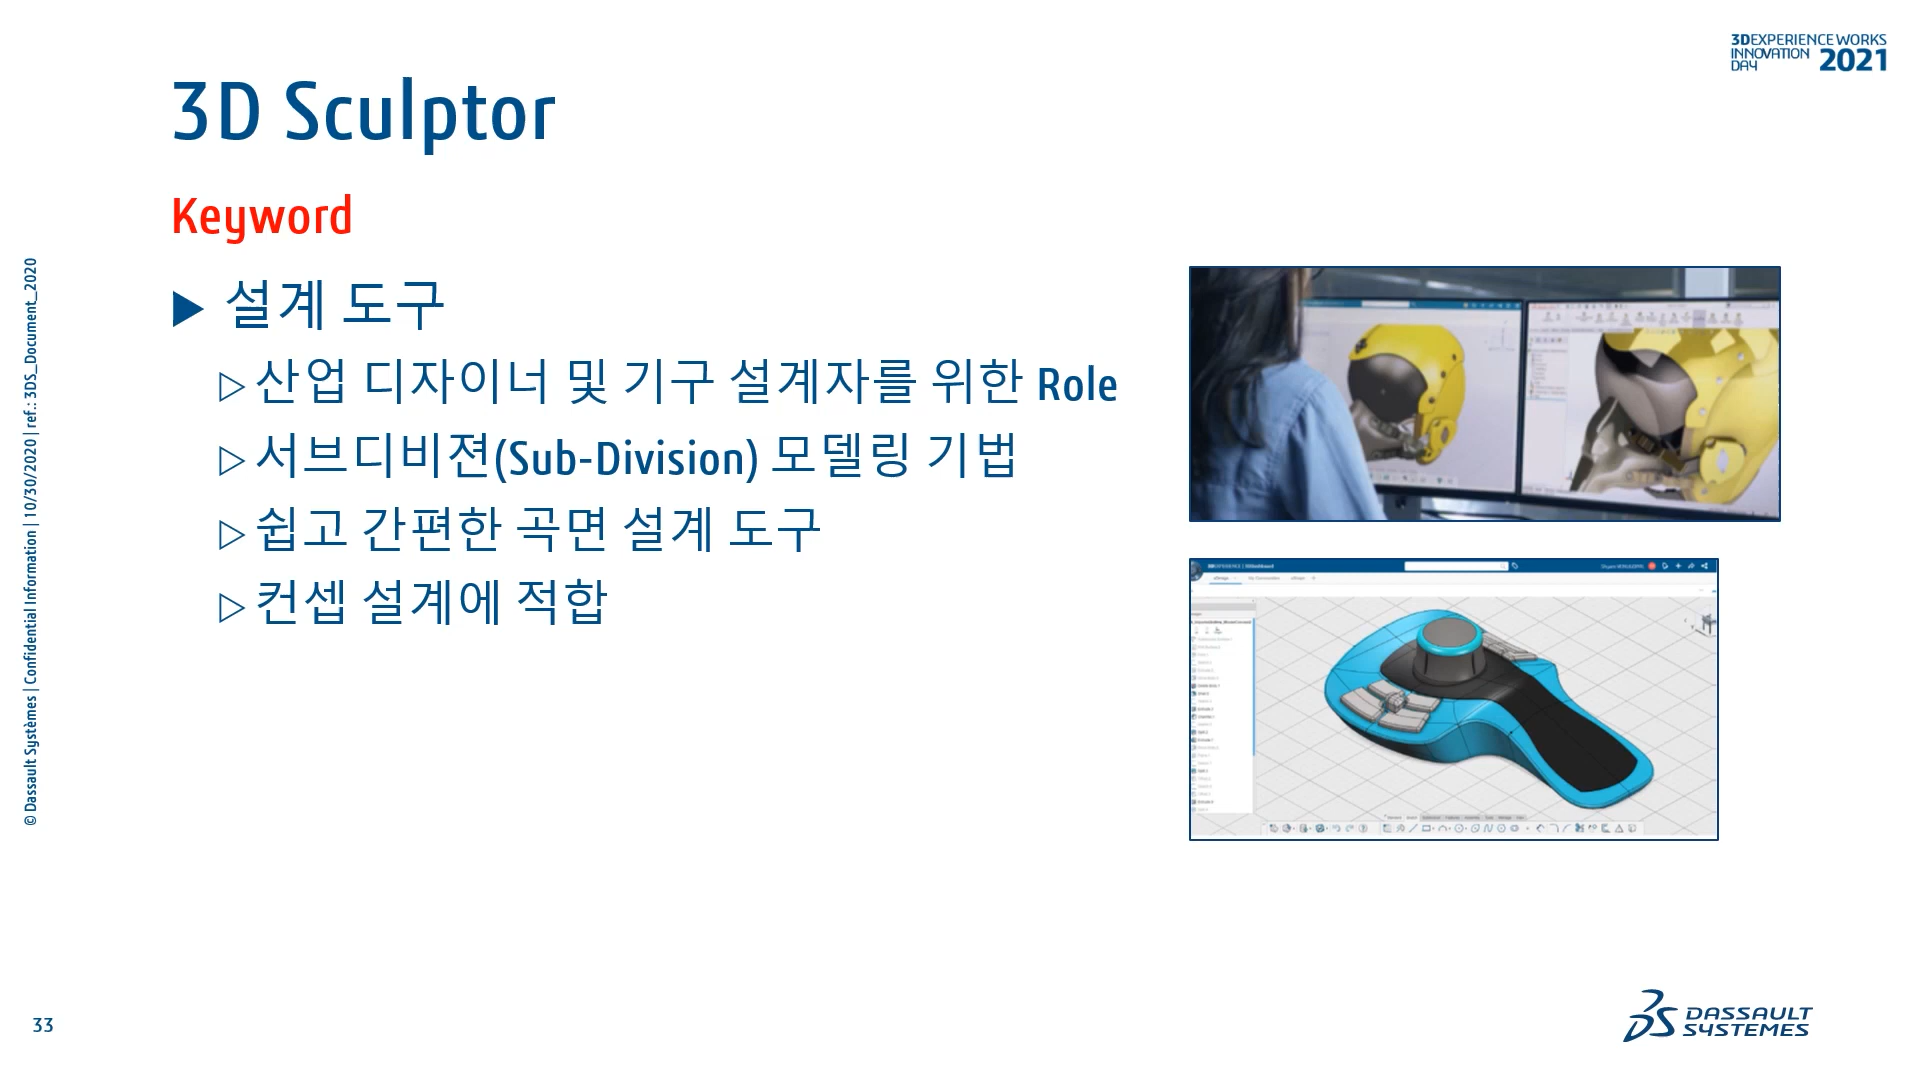 3DEXPERIENCE WORKS
INNOVATION
DAY 2021
3D Sculptor
Keyword
설계 도구
산업 디자이너 및 기구 설계자를 위한 Role
서브디비젼(Sub-Division) 모델링 기법
쉽고 간편한 곡면 설계 도구
컨셉 설계에 적합
© Dassault Systèmes | Confidential Information | 10/30/2020 | ref.: 3DS_Document_2020
33
DASSAULT
SYSTEMES